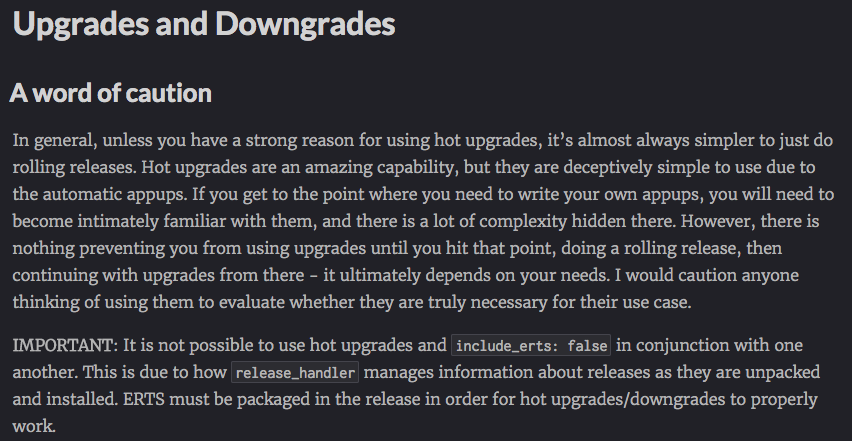 Upgrades and Downgrades
A word of caution
In general, unless you have a strong reason for using hot upgrades, it's almost always simpler to just do
rolling releases. Hot upgrades are an amazing capability, but they are deceptively simple to use due to
the automatic appups. If you get to the point where you need to write your own appups, you will need to
become intimately familiar with them, and there is a lot of complexity hidden there. However, there is
nothing preventing you from using upgrades until you hit that point, doing a rolling release, then
continuing with upgrades from there - it ultimately depends on your needs. I would caution anyone
thinking of using them to evaluate whether they are truly necessary for their use case.
IMPORTANT: It is not possible to use hot upgrades and include_erts: false in conjunction with one
another. This is due to how release_handler manages information about releases as they are unpacked
and installed. ERTS must be packaged in the release in order for hot upgrades/downgrades to properly
work.